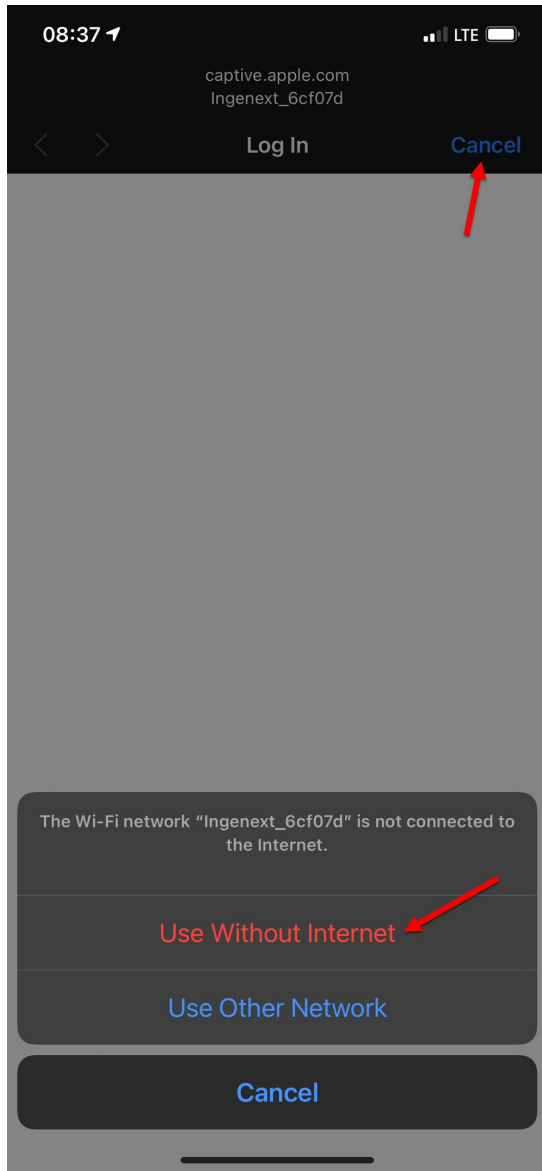 08:37 LTE
captive.apple.com
Ingenext_6cf07d
Log In Cancel
The Wi-Fi network “Ingenext_6cf07d” is not connected to
the Internet.
Use Without Internet
Use Other Network
Cancel